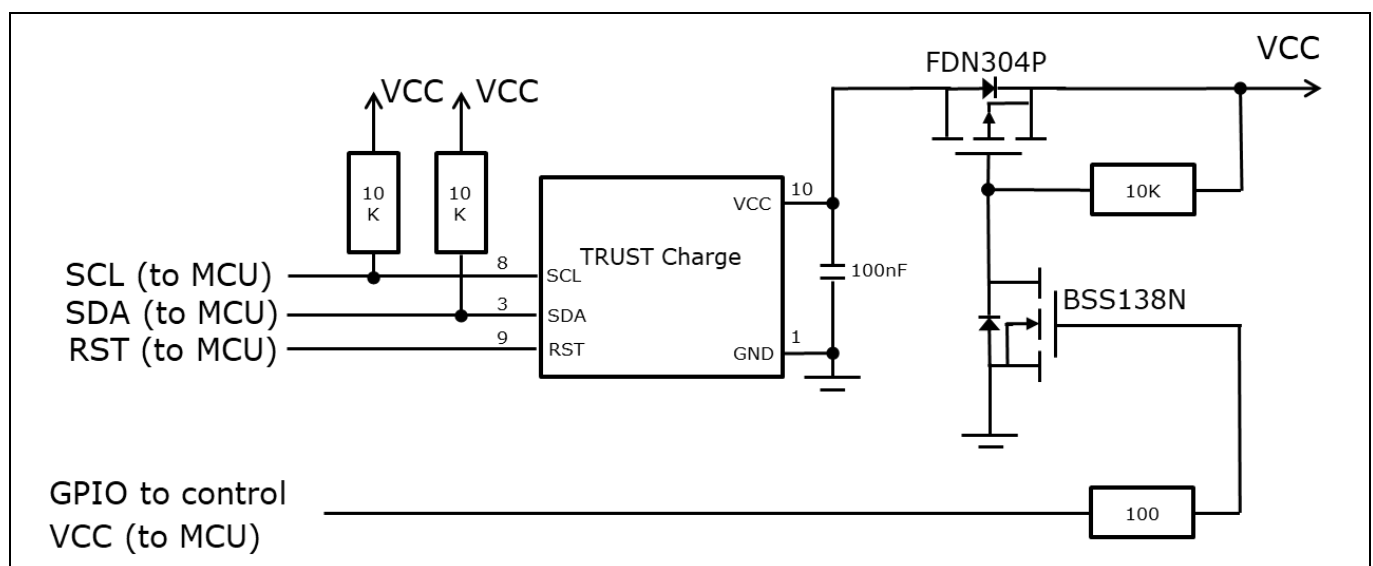 FDN304P
VCC
VCC
VCC
10
K
10
K
10K
VCC
10
TRUST Charge
100nF
SCL (to MCU)
8
SCL
SDA (to MCU)
3
SDA
RST (to MCU)
9
RST
GND
1
BSS138N
GPIO to control
VCC (to MCU)
100